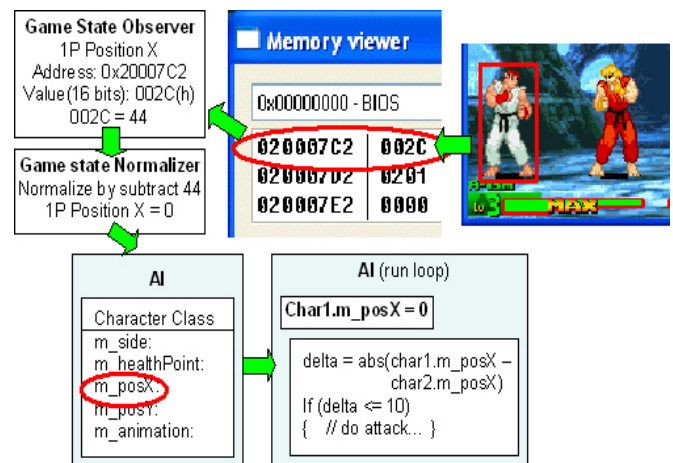 Game State Observer
1P Position X
Address: 0x20007C2
Value(16 bits): 002C(h)
002C = 44
Memory viewer
0x00000000 - BIOS
020007C2 002C
020007D2 0201
020007E2 0000
Lv 3 MAX
Game state Normalizer
Normalize by subtract 44
1P Position X = 0
AI
Character Class
m_side:
m_healthPoint:
m_posX:
m_posY:
m_animation:
AI (run loop)
Char1.m_posX = 0
delta = abs(char1.m_posX –
char2.m_posX)
If (delta <= 10)
{ // do attack... }